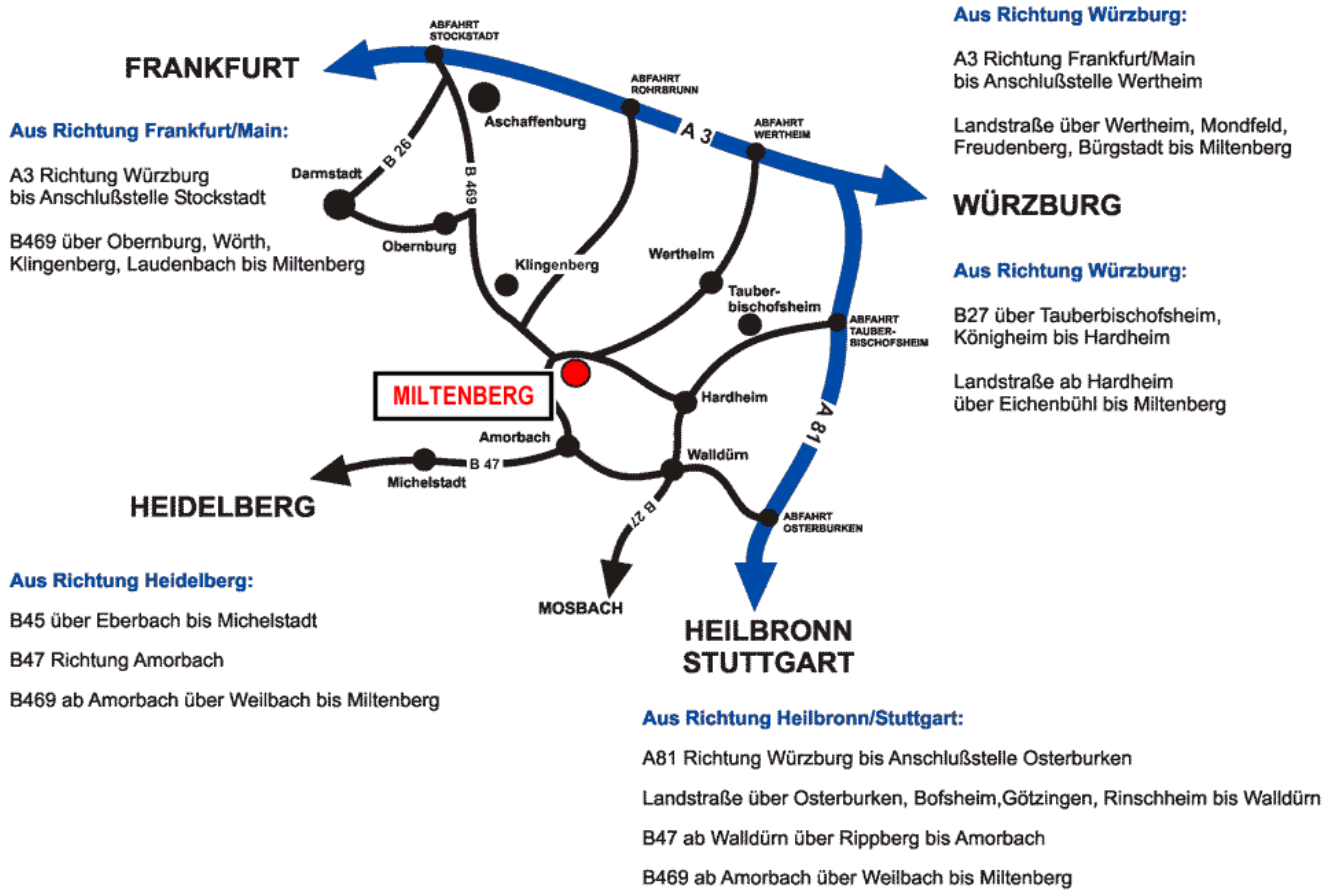 ABFAHRT
STOCKSTADT
FRANKFURT
ABFAHRT
ROHRBRUNN
Aschaffenburg
A 3
ABFAHRT
WERTHEIM
Aus Richtung Würzburg:
A3 Richtung Frankfurt/Main
bis Anschlußstelle Wertheim
Landstraße über Wertheim, Mondfeld,
Freudenberg, Bürgstadt bis Miltenberg
WÜRZBURG
Aus Richtung Frankfurt/Main:
A3 Richtung Würzburg
bis Anschlußstelle Stockstadt
B469 über Obernburg, Wörth,
Klingenberg, Laudenbach bis Miltenberg
B 26
B 469
Darmstadt
Obernburg
Klingenberg
Wertheim
Tauber-
bischofsheim
ABFAHRT
TAUBER-
BISCHOFSHEIM
Aus Richtung Würzburg:
B27 über Tauberbischofsheim,
Königheim bis Hardheim
Landstraße ab Hardheim
über Eichenbühl bis Miltenberg
MILTENBERG
Hardheim
A 81
Amorbach
Walldürn
B 47
Michelstadt
HEIDELBERG
B 27
ABFAHRT
OSTERBURKEN
MOSBACH
HEILBRONN
STUTTGART
Aus Richtung Heidelberg:
B45 über Eberbach bis Michelstadt
B47 Richtung Amorbach
B469 ab Amorbach über Weilbach bis Miltenberg
Aus Richtung Heilbronn/Stuttgart:
A81 Richtung Würzburg bis Anschlußstelle Osterburken
Landstraße über Osterburken, Bofsheim,Götzingen, Rinschheim bis Walldürn
B47 ab Walldürn über Rippberg bis Amorbach
B469 ab Amorbach über Weilbach bis Miltenberg